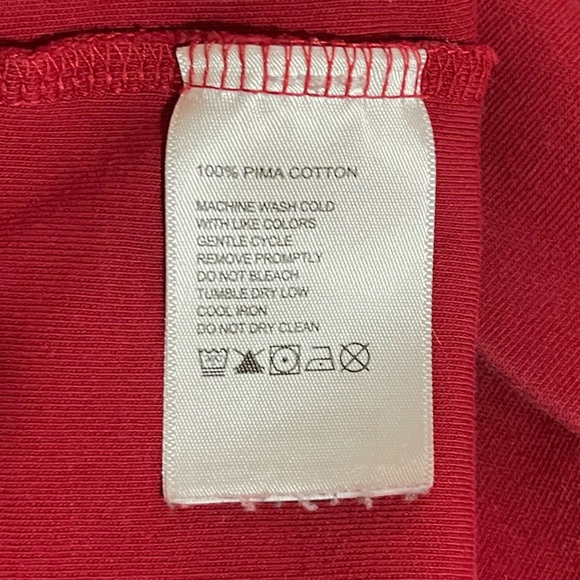 100% PIMA COTTON
MACHINE WASH COLD
WITH LIKE COLORS
GENTLE CYCLE
REMOVE PROMPTLY
DO NOT BLEACH
TUMBLE DRY LOW
COOL IRON
DO NOT DRY CLEAN